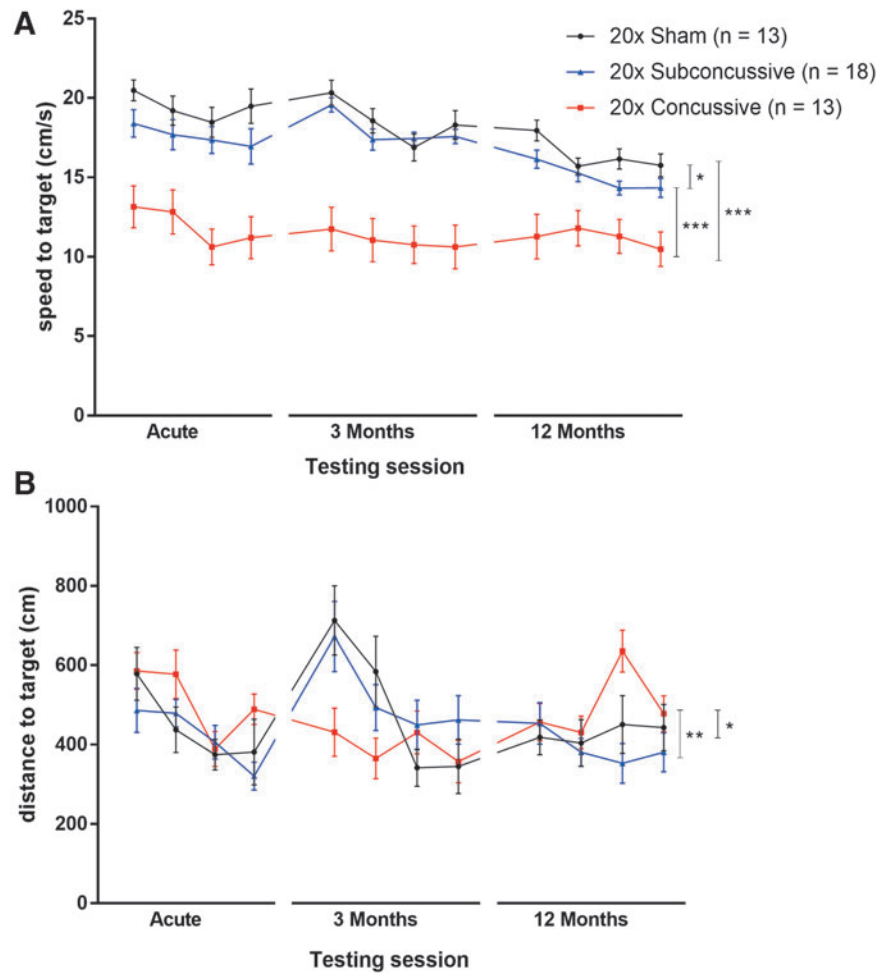 A
25
20
15
10
5
0
speed to target (cm/s)
20x Sham (n = 13)
20x Subconcussive (n = 18)
20x Concussive (n = 13)
*
***
***
Acute
3 Months
12 Months
Testing session
B
1000
800
600
400
200
0
distance to target (cm)
**
*
Acute
3 Months
12 Months
Testing session